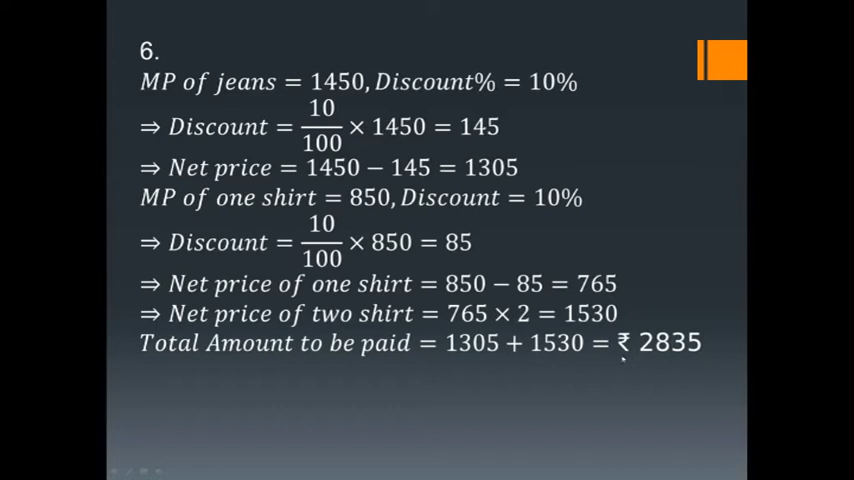 6.
MP of jeans = 1450, Discount% = 10%
⇒ Discount = 10/100 × 1450 = 145
⇒ Net price = 1450 − 145 = 1305
MP of one shirt = 850, Discount = 10%
⇒ Discount = 10/100 × 850 = 85
⇒ Net price of one shirt = 850 − 85 = 765
⇒ Net price of two shirt = 765 × 2 = 1530
Total Amount to be paid = 1305 + 1530 = ₹ 2835